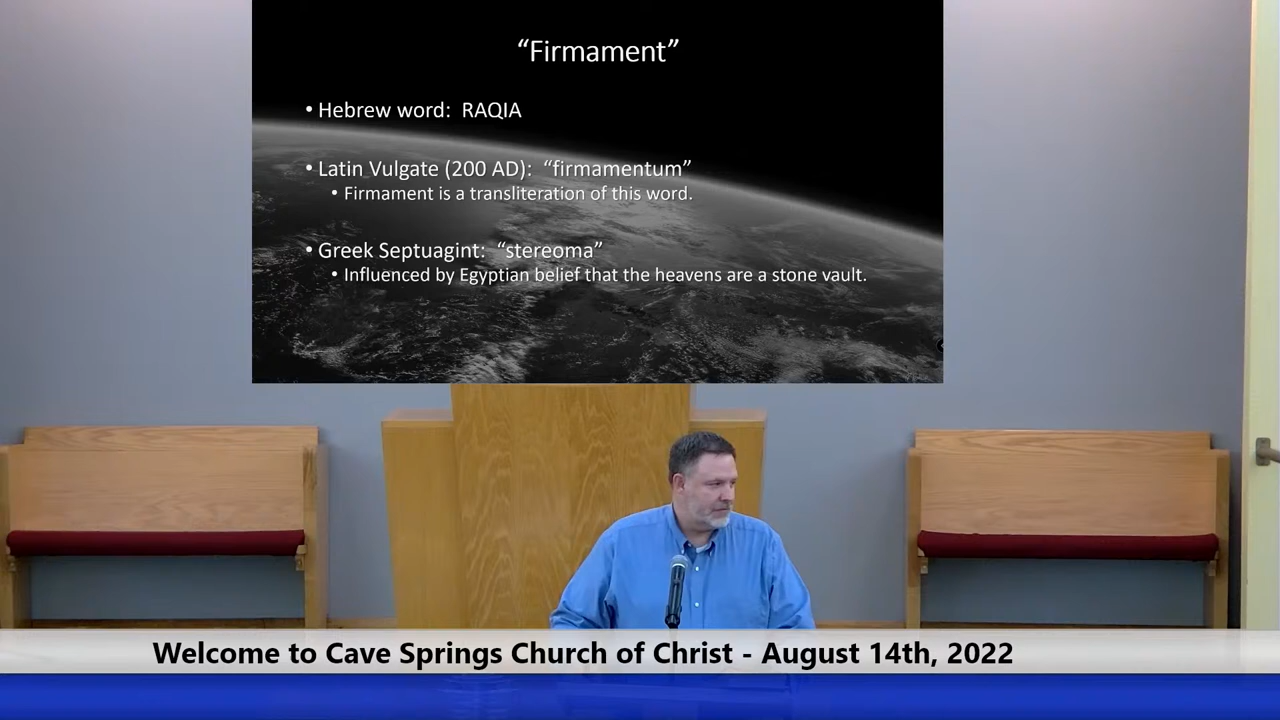 “Firmament”
• Hebrew word:  RAQIA
• Latin Vulgate (200 AD):  “firmamentum”
• Firmament is a transliteration of this word.
• Greek Septuagint:  “stereoma”
• Influenced by Egyptian belief that the heavens are a stone vault.
Welcome to Cave Springs Church of Christ - August 14th, 2022